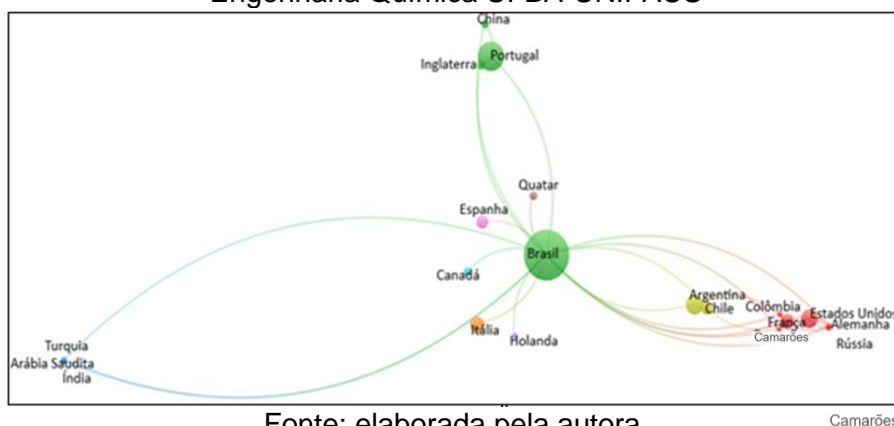 Engenharia Química UFBA-UNIFACS
China
Portugal
Inglaterra
Quatar
Espanha
Brasil
Canadá
Argentina
Chile
Colômbia
Estados Unidos
França
Alemanha
Camarões
Rússia
Itália
Holanda
Turquia
Arábia Saudita
Índia
Fonte: elaborada pela autora
Camarões